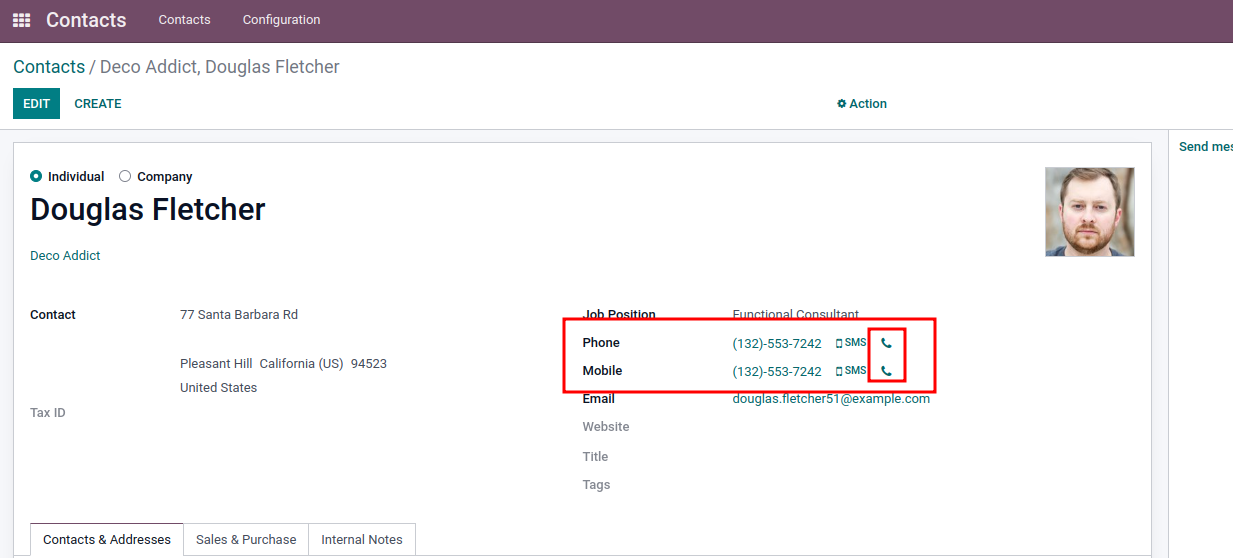 Contacts Contacts Configuration
Contacts / Deco Addict, Douglas Fletcher
EDIT CREATE Action
Send mes
Individual Company
Douglas Fletcher
Deco Addict
Contact 77 Santa Barbara Rd
Pleasant Hill California (US) 94523
United States
Tax ID
Job Position Functional Consultant
Phone (132)-553-7242 SMS
Mobile (132)-553-7242 SMS
Email douglas.fletcher51@example.com
Website
Title
Tags
Contacts & Addresses Sales & Purchase Internal Notes